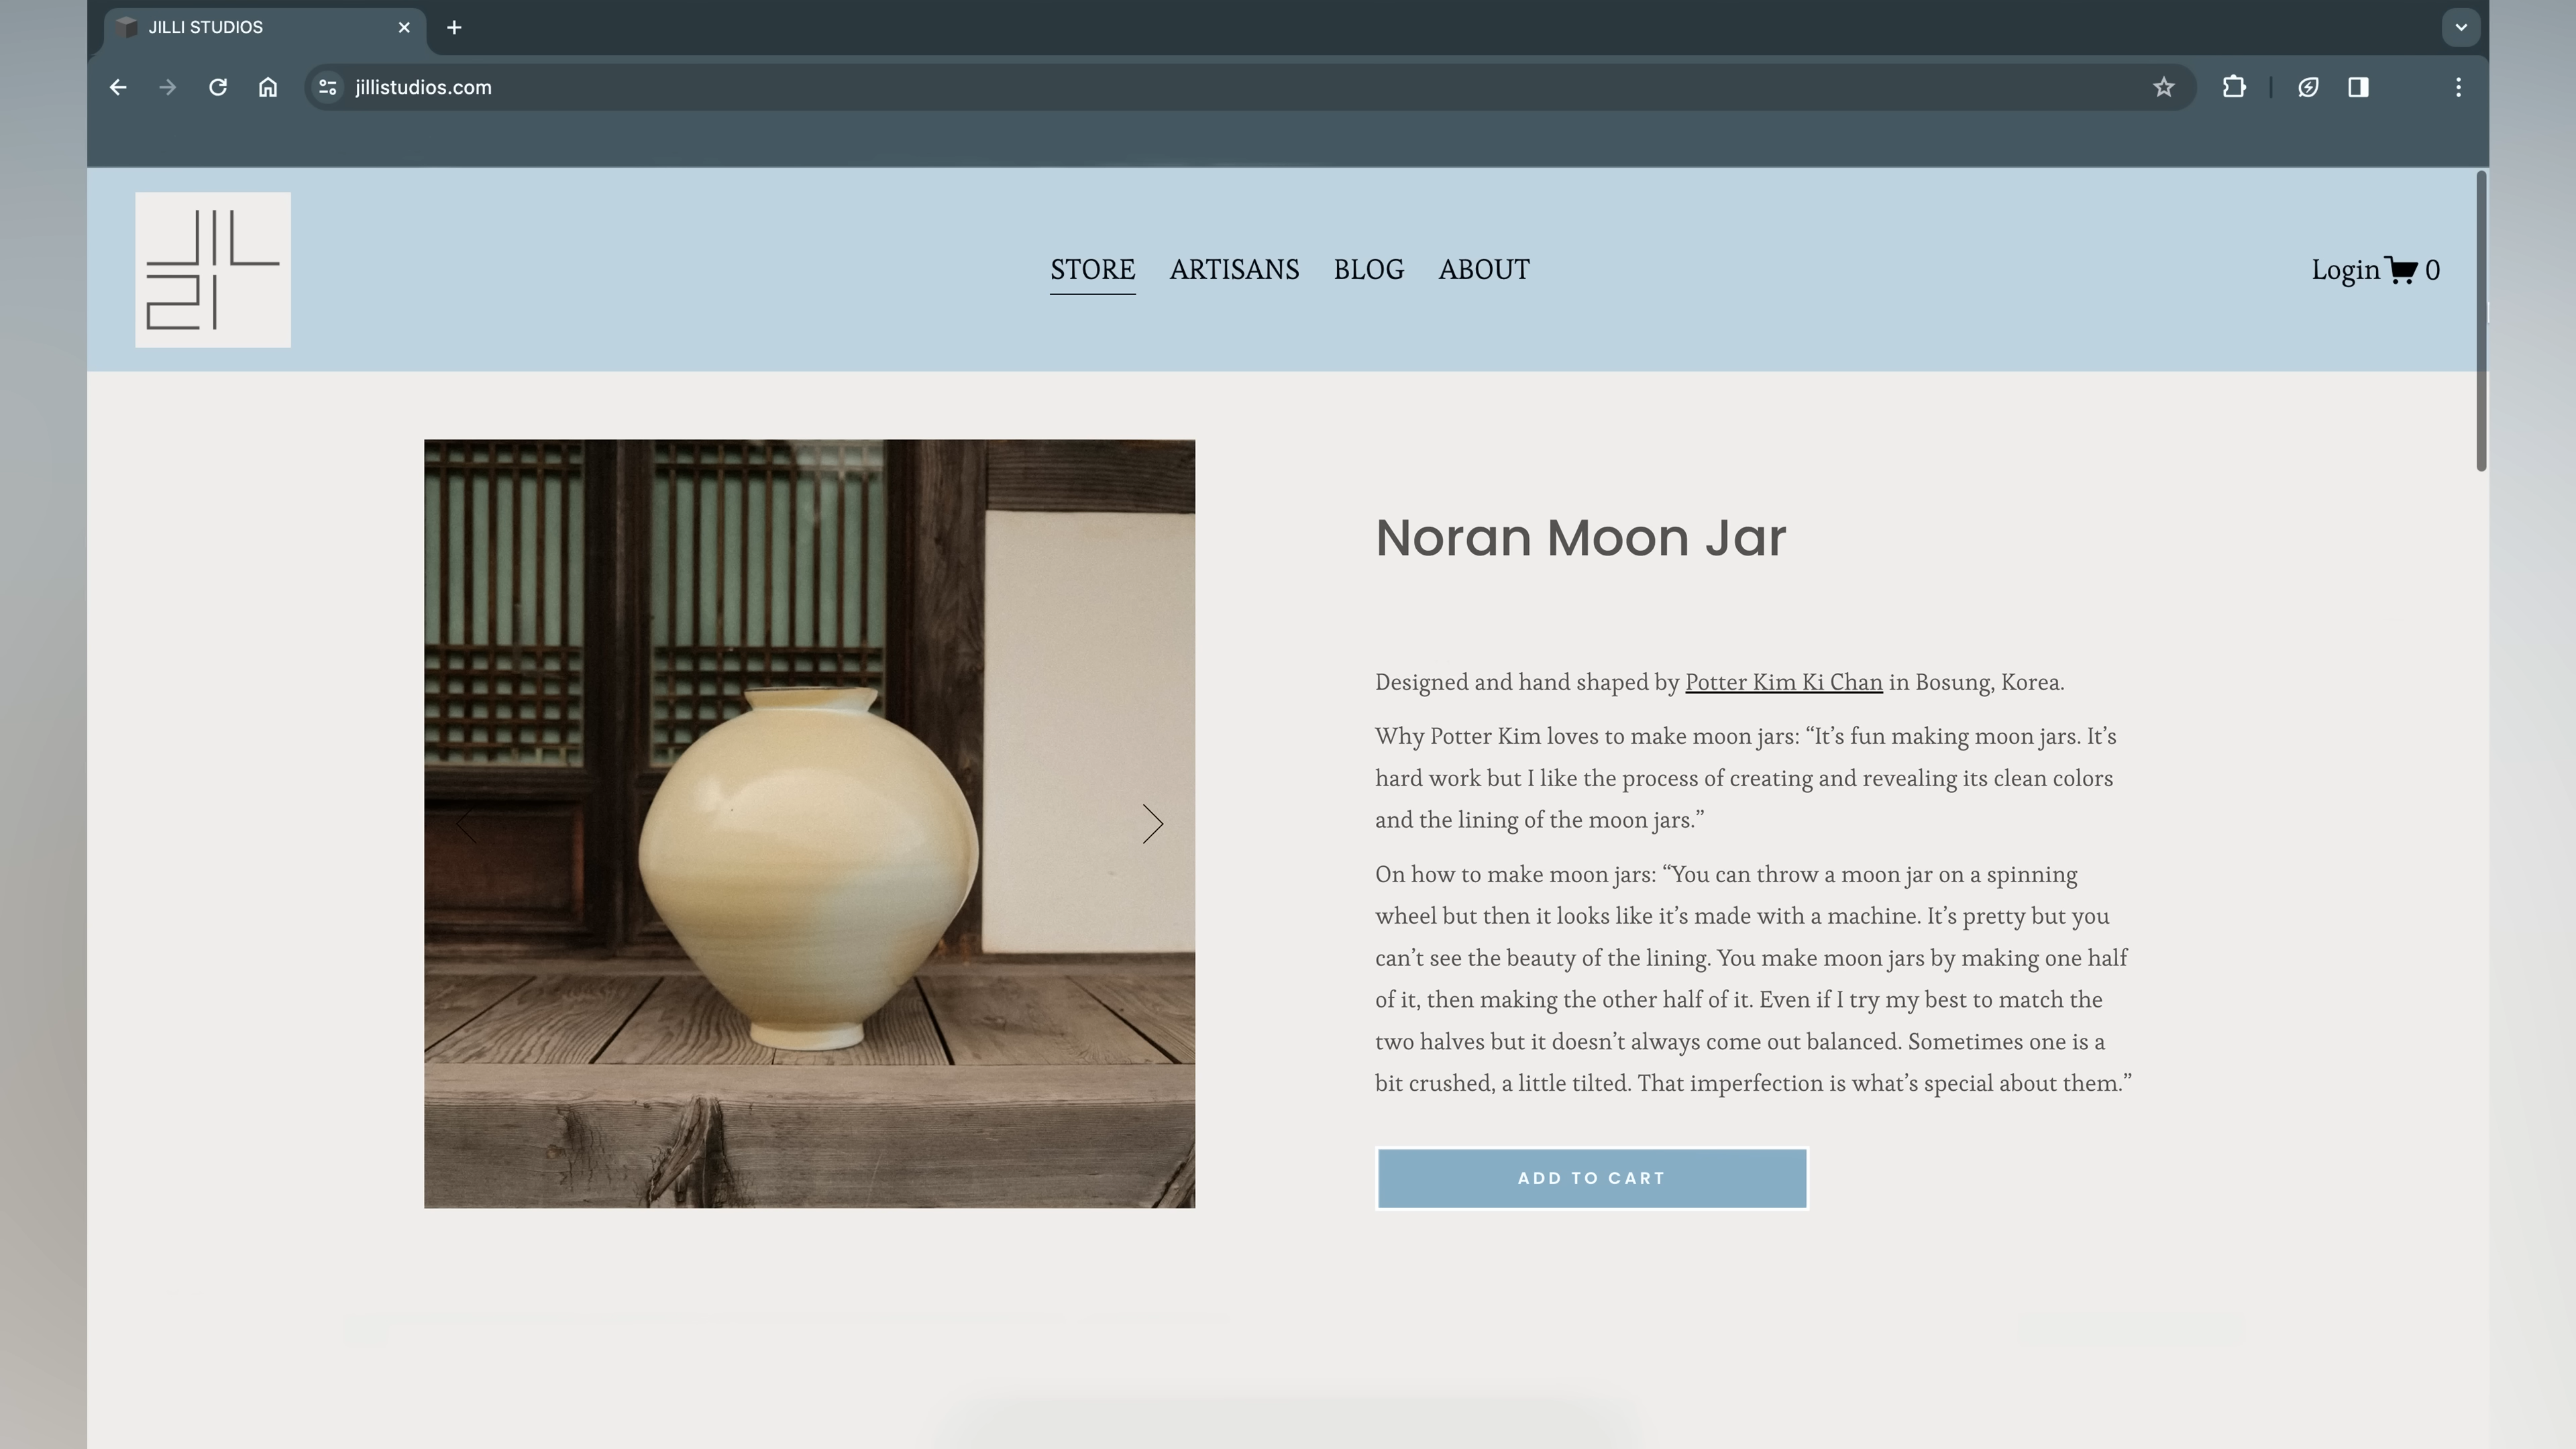 JILLI STUDIOS
jillistudios.com
STORE ARTISANS BLOG ABOUT
Login 0
Noran Moon Jar
Designed and hand shaped by Potter Kim Ki Chan in Bosung, Korea.
Why Potter Kim loves to make moon jars: “It’s fun making moon jars. It’s
hard work but I like the process of creating and revealing its clean colors
and the lining of the moon jars.”
On how to make moon jars: “You can throw a moon jar on a spinning
wheel but then it looks like it’s made with a machine. It’s pretty but you
can’t see the beauty of the lining. You make moon jars by making one half
of it, then making the other half of it. Even if I try my best to match the
two halves but it doesn’t always come out balanced. Sometimes one is a
bit crushed, a little tilted. That imperfection is what’s special about them.”
ADD TO CART